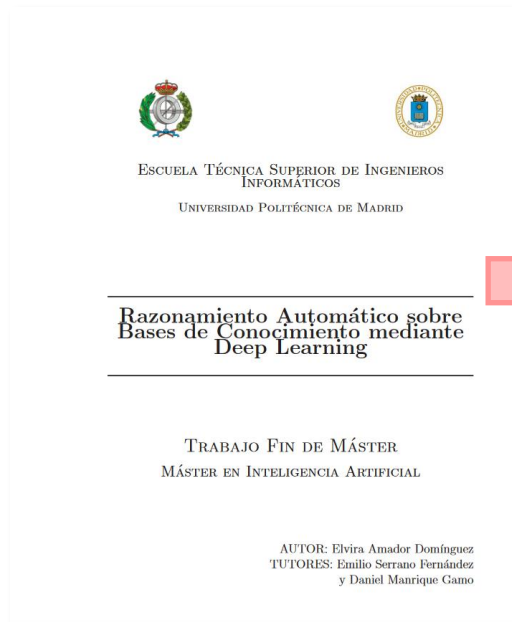 Escuela Técnica Superior de Ingenieros
Informáticos
Universidad Politécnica de Madrid
Razonamiento Automático sobre
Bases de Conocimiento mediante
Deep Learning
Trabajo Fin de Máster
Máster en Inteligencia Artificial
AUTOR: Elvira Amador Domínguez
TUTORES: Emilio Serrano Fernández
y Daniel Manrique Gamo